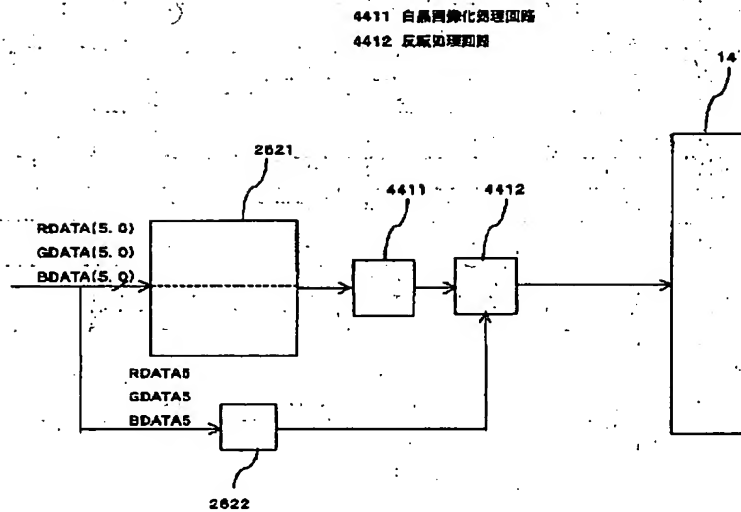 4411 白黒画像化処理回路
4412 反転処理回路
14
2621
4411
4412
RDATA(5.0)
GDATA(5.0)
BDATA(5.0)
RDATA5
GDATA5
BDATA5
2622